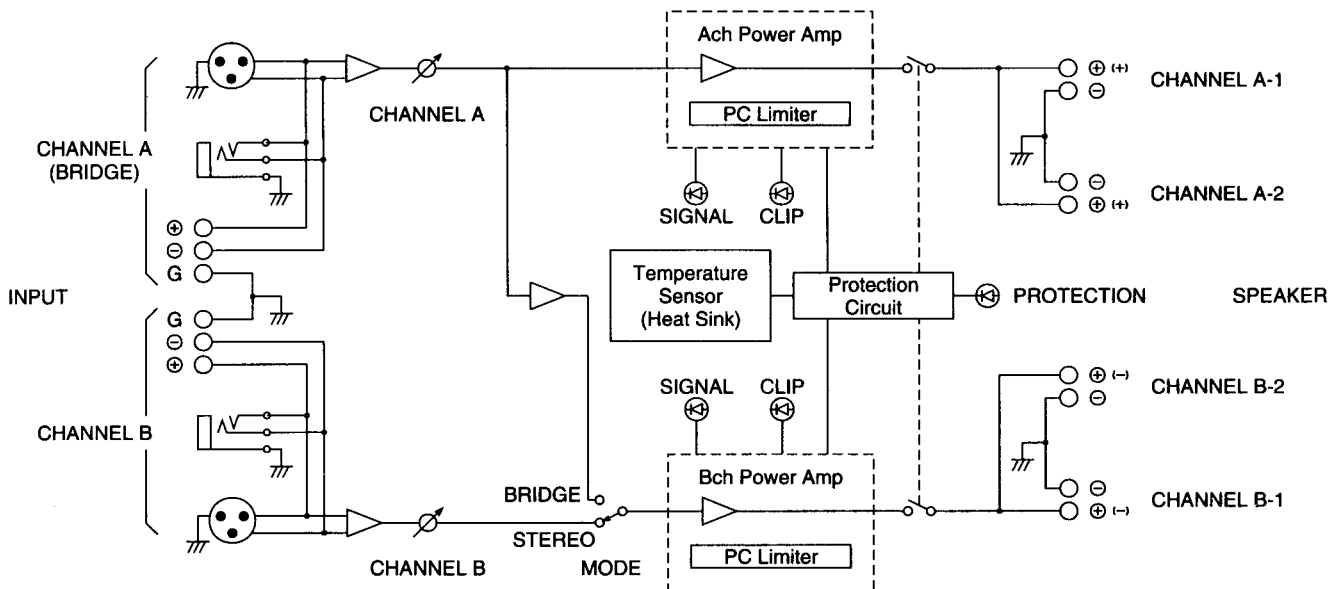 Ach Power Amp
⊕ (+)
CHANNEL A-1
⊖
CHANNEL A
PC Limiter
CHANNEL A
(BRIDGE)
⊖
CHANNEL A-2
⊕ (+)
SIGNAL
CLIP
⊕
⊖
G
Temperature
Sensor
(Heat Sink)
Protection
Circuit
PROTECTION
INPUT
SPEAKER
G
⊖
⊕
SIGNAL
CLIP
⊕ (-)
CHANNEL B-2
⊖
CHANNEL B
Bch Power Amp
BRIDGE
⊖
CHANNEL B-1
⊕ (-)
STEREO
CHANNEL B
MODE
PC Limiter